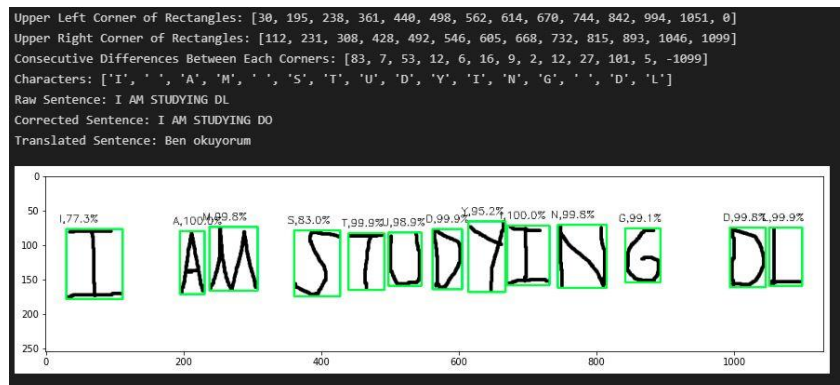 Upper Left Corner of Rectangles: [30, 195, 238, 361, 440, 498, 562, 614, 670, 744, 842, 994, 1051, 0]
Upper Right Corner of Rectangles: [112, 231, 308, 428, 492, 546, 605, 668, 732, 815, 893, 1046, 1099]
Consecutive Differences Between Each Corners: [83, 7, 53, 12, 6, 16, 9, 2, 12, 27, 101, 5, -1099]
Characters: ['I', ' ', 'A', 'M', ' ', 'S', 'T', 'U', 'D', 'Y', 'I', 'N', 'G', ' ', 'D', 'L']
Raw Sentence: I AM STUDYING DL
Corrected Sentence: I AM STUDYING DO
Translated Sentence: Ben okuyorum
0
50
100
150
200
250
I,77.3% A,100.0% M,99.8% S,83.0% T,99.9% U,98.9% D,99.9% Y,95.2% I,100.0% N,99.8% G,99.1% D,99.8% L,99.9%
I AM STUDYING DL
0 200 400 600 800 1000